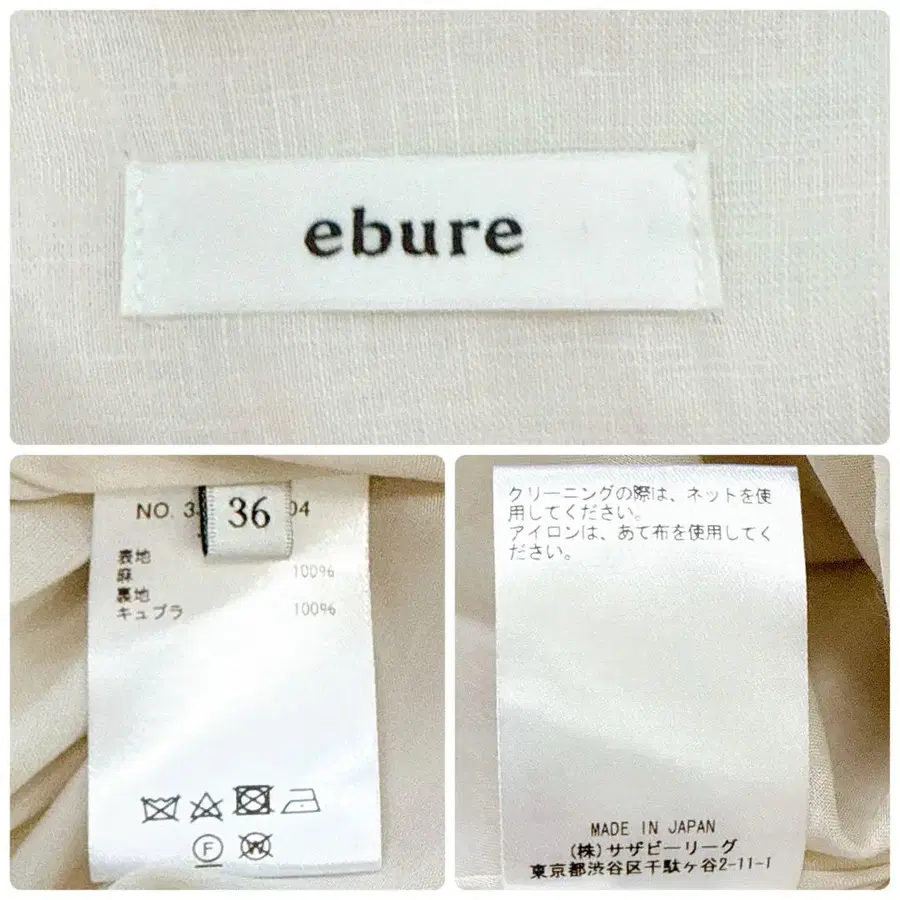 ebure
NO. 3 04
36
表地
麻 100%
裏地
キュプラ 100%
F
W
クリーニングの際は、ネットを使
用してください。
アイロンは、あて布を使用してく
ださい。
MADE IN JAPAN
(株)サザビーリーグ
東京都渋谷区千駄ケ谷2-11-1